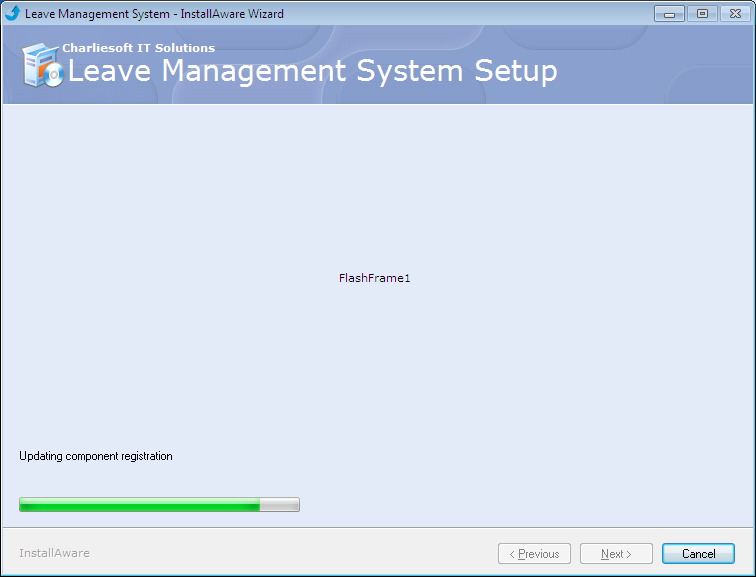 Leave Management System - InstallAware Wizard
Charliesoft IT Solutions
Leave Management System Setup
FlashFrame1
Updating component registration
InstallAware
< Previous
Next >
Cancel